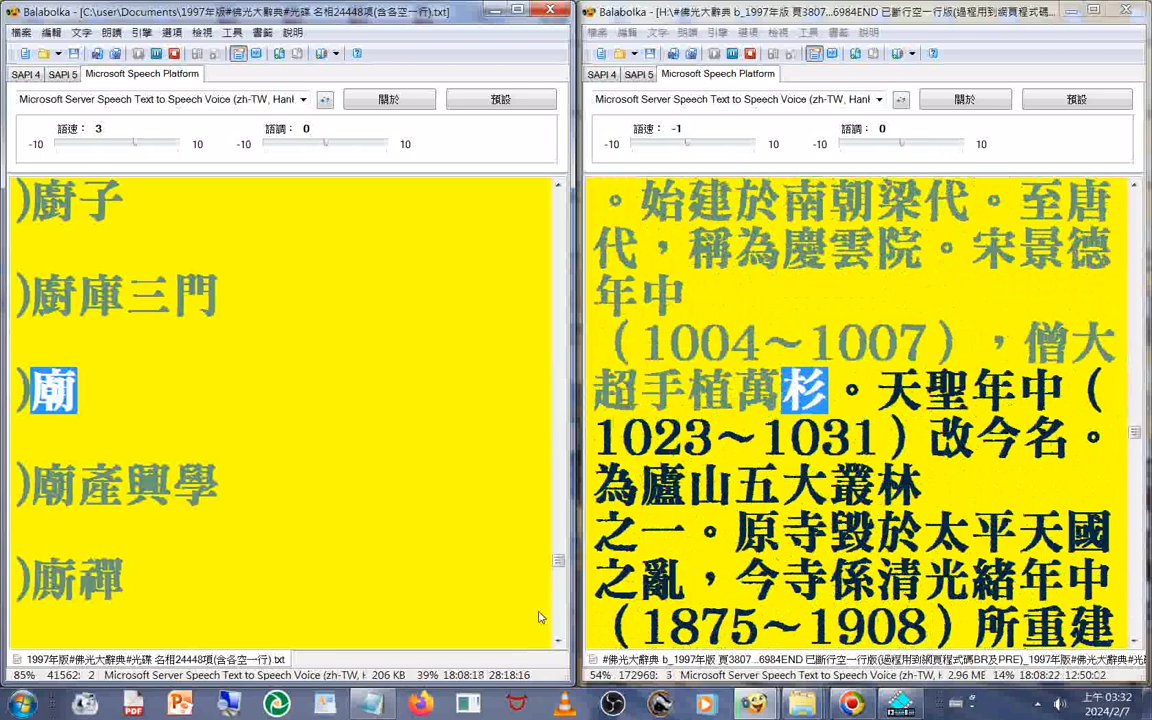 Balabolka - [C:\user\Documents\1997年版#佛光大辭典#光碟 名相24448項(含各空一行).txt]
檔案 編輯 文字 朗讀 引擎 選項 檢視 工具 書籤 說明
SAPI 4 SAPI 5 Microsoft Speech Platform
Microsoft Server Speech Text to Speech Voice (zh-TW, Hanl
關於
預設
語速： 3
語調： 0
-10 10 -10 10
)廚子
)廚庫三門
)廟
)廟產興學
)廝禪
1997年版#佛光大辭典#光碟 名相24448項(含各空一行).txt
85% 41562: 2 Microsoft Server Speech Text to Speech Voice (zh-TW, H 206 KB 39% 18:08:18 28:18:16
Balabolka - [H:\#佛光大辭典 b_1997年版 頁3807...6984END 已斷行空一行版(過程用到網頁程式碼
檔案 編輯 文字 朗讀 引擎 選項 檢視 工具 書籤 說明
SAPI 4 SAPI 5 Microsoft Speech Platform
Microsoft Server Speech Text to Speech Voice (zh-TW, Hanl
關於
預設
語速： -1
語調： 0
-10 10 -10 10
。始建於南朝梁代。至唐
代，稱為慶雲院。宋景德
年中
（1004～1007），僧大
超手植萬杉。天聖年中（
1023～1031）改今名。
為廬山五大叢林
之一。原寺毀於太平天國
之亂，今寺係清光緒年中
（1875～1908）所重建
#佛光大辭典 b_1997年版 頁3807...6984END 已斷行空一行版(過程用到網頁程式碼BR及PRE)_1997年版#佛光大辭典#光
54% 172968: Microsoft Server Speech Text to Speech Voice (zh-TW, H 2.96 MB 14% 18:08:22 12:50:02
上午 03:32
2024/2/7